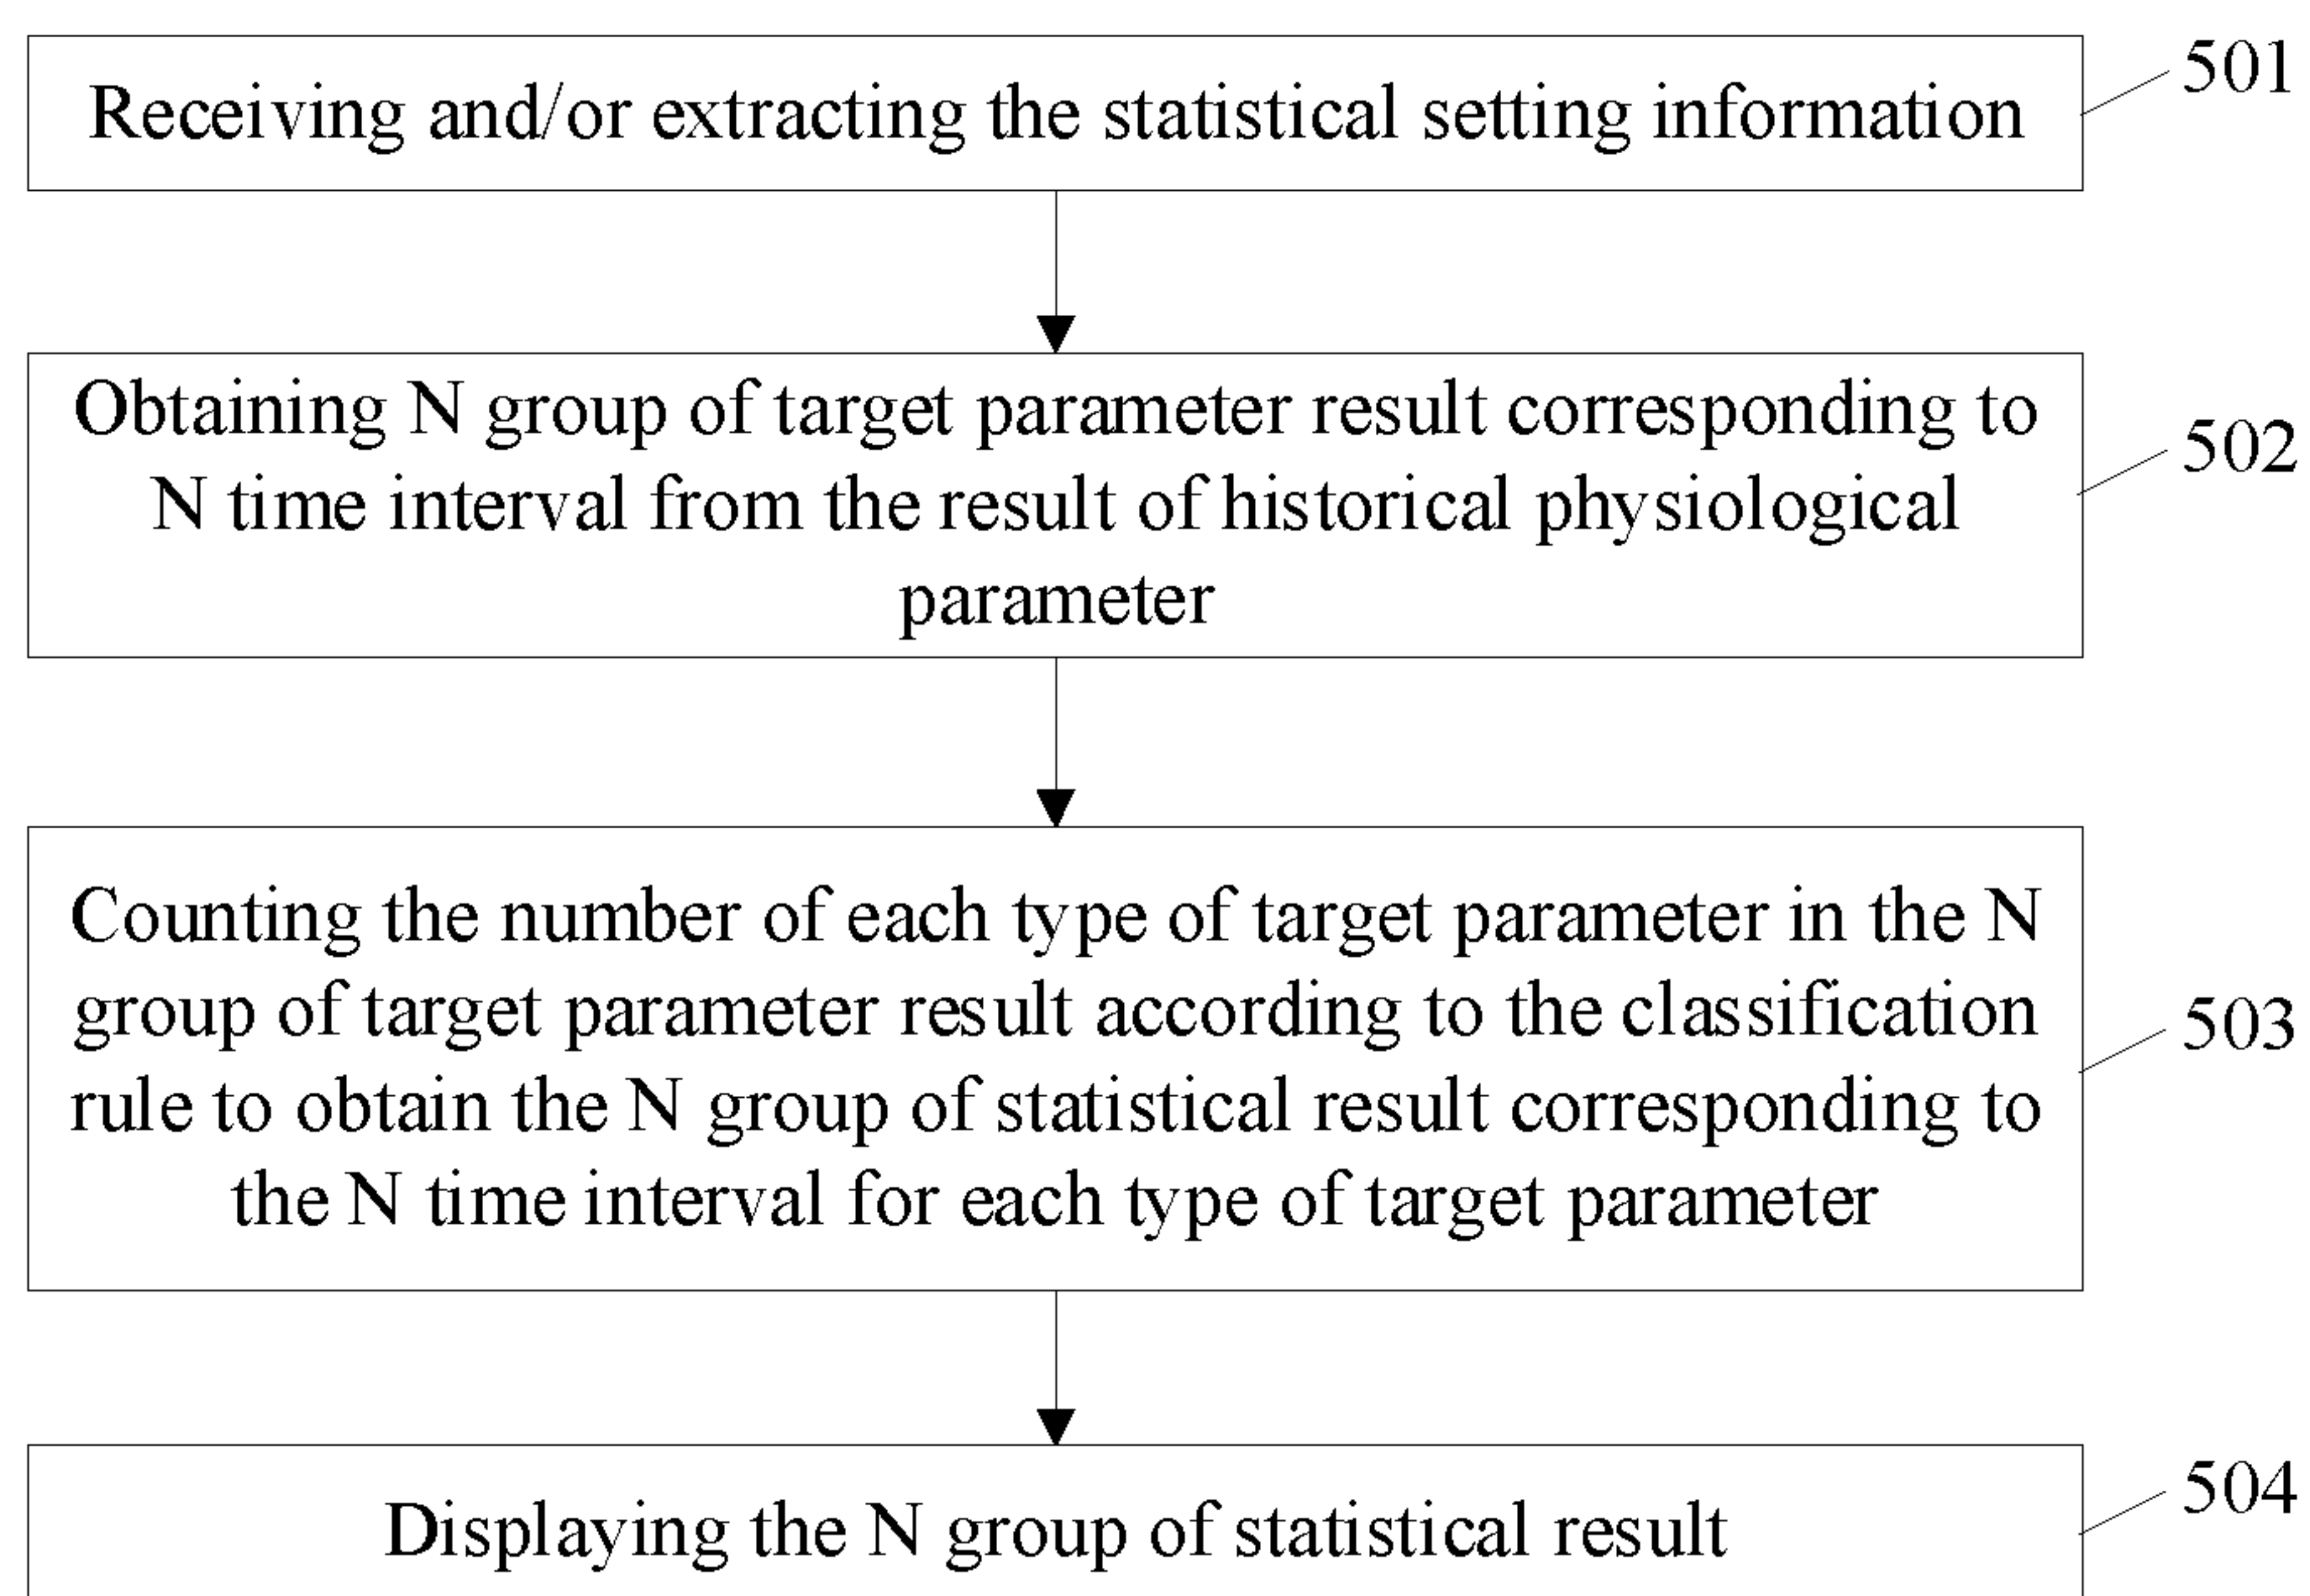 Receiving and/or extracting the statistical setting information
501
Obtaining N group of target parameter result corresponding to
N time interval from the result of historical physiological
parameter
502
Counting the number of each type of target parameter in the N
group of target parameter result according to the classification
rule to obtain the N group of statistical result corresponding to
the N time interval for each type of target parameter
503
Displaying the N group of statistical result
504